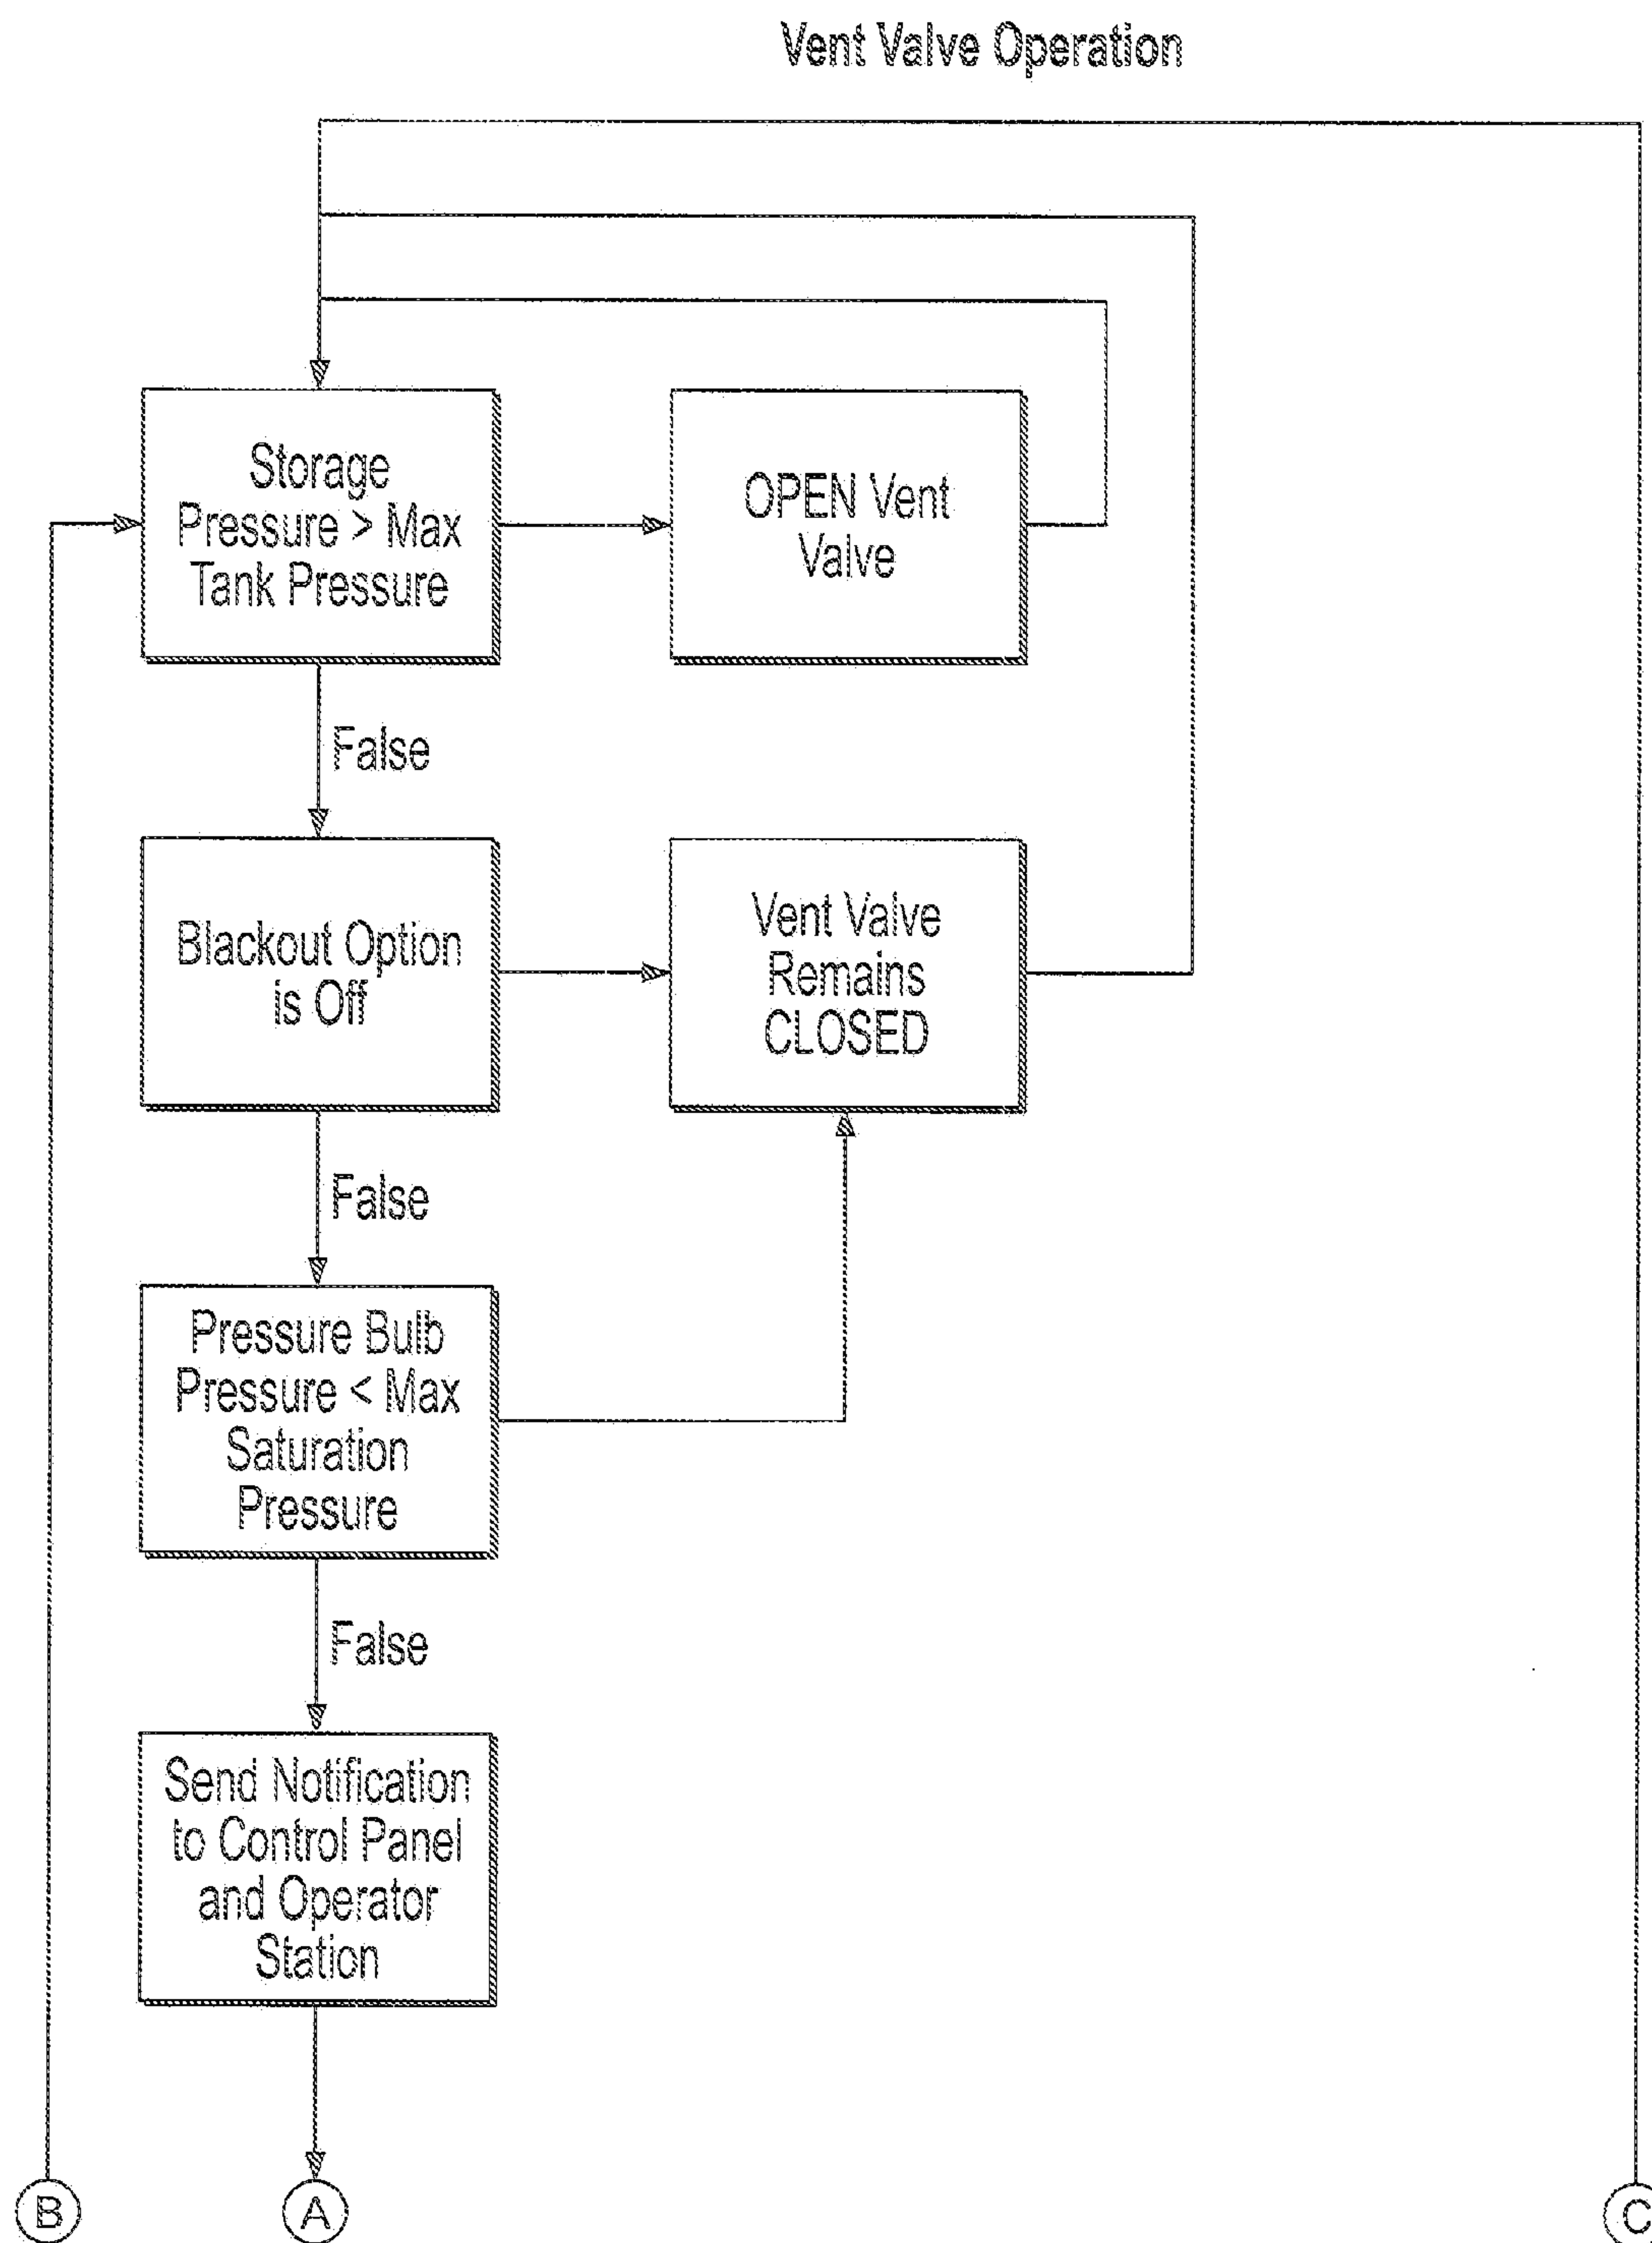 Vent Valve Operation
Storage
Pressure > Max
Tank Pressure
OPEN Vent
Valve
False
Blackout Option
is Off
Vent Valve
Remains
CLOSED
False
Pressure Bulb
Pressure < Max
Saturation
Pressure
False
Send Notification
to Control Panel
and Operator
Station
B
A
C